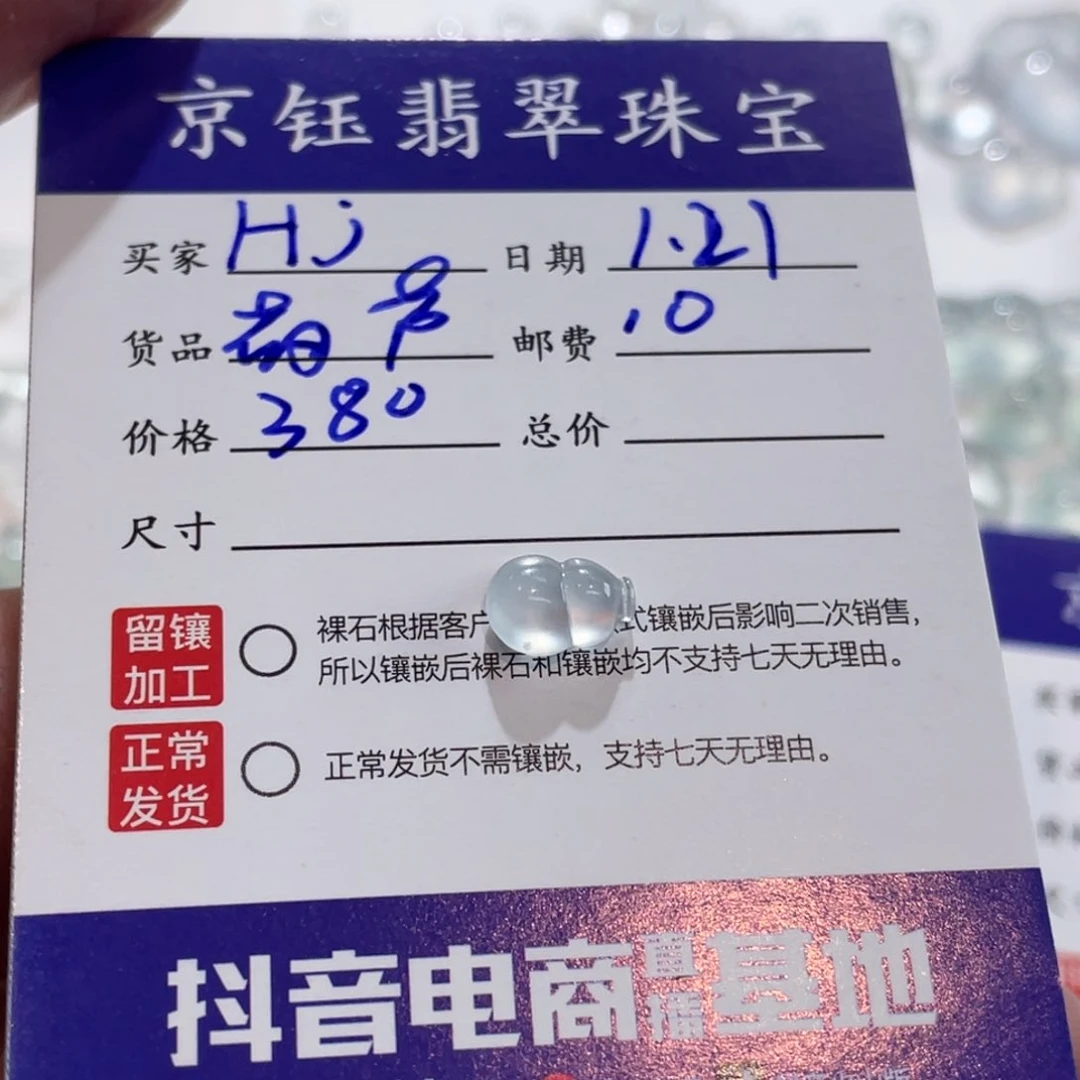 京钰翡翠珠宝
买家 Hj 日期 1.21
货品 葫芦 邮费 10
价格 380 总价
尺寸
留镶加工 裸石根据客户式镶嵌后影响二次销售，
所以镶嵌后裸石和镶嵌均不支持七天无理由。
正常发货 正常发货不需镶嵌，支持七天无理由。
抖音电商直播基地